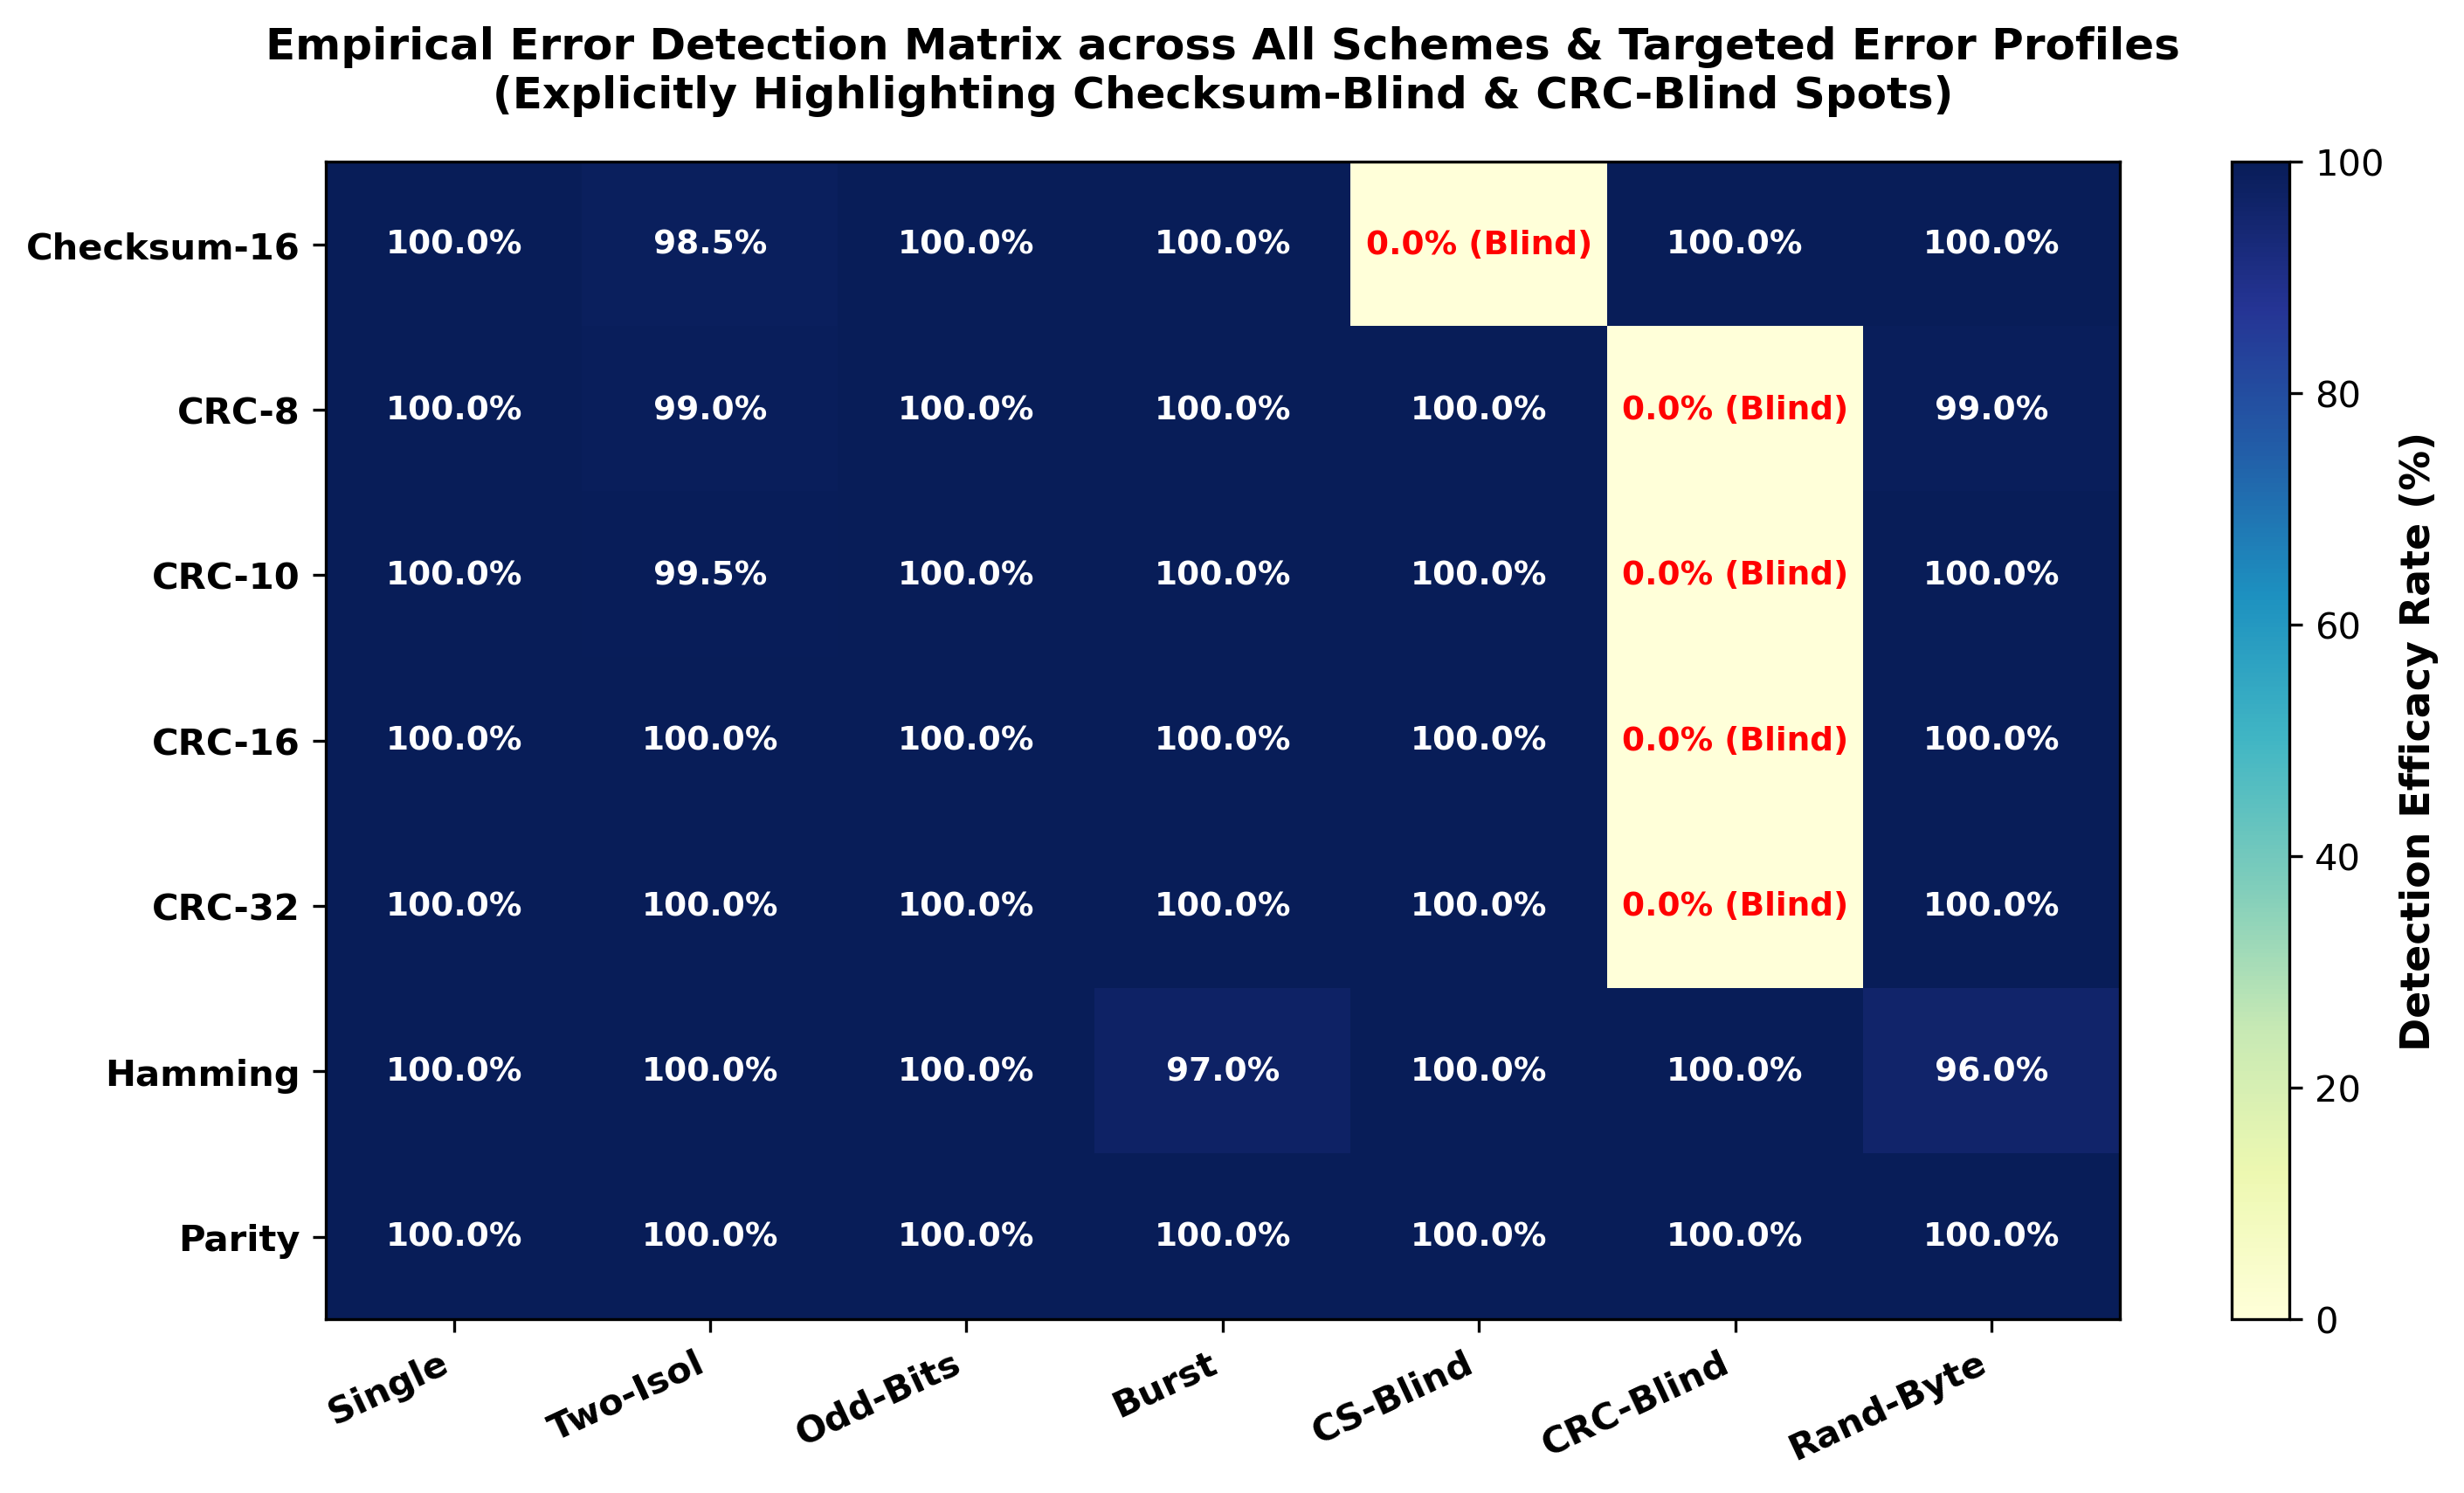 Empirical Error Detection Matrix across All Schemes & Targeted Error Profiles
(Explicitly Highlighting Checksum-Blind & CRC-Blind Spots)
Checksum-16 100.0% 98.5% 100.0% 100.0% 0.0% (Blind) 100.0% 100.0%
CRC-8 100.0% 99.0% 100.0% 100.0% 100.0% 0.0% (Blind) 99.0%
CRC-10 100.0% 99.5% 100.0% 100.0% 100.0% 0.0% (Blind) 100.0%
CRC-16 100.0% 100.0% 100.0% 100.0% 100.0% 0.0% (Blind) 100.0%
CRC-32 100.0% 100.0% 100.0% 100.0% 100.0% 0.0% (Blind) 100.0%
Hamming 100.0% 100.0% 100.0% 97.0% 100.0% 100.0% 96.0%
Parity 100.0% 100.0% 100.0% 100.0% 100.0% 100.0% 100.0%
Single Two-Isol Odd-Bits Burst CS-Blind CRC-Blind Rand-Byte
100
80
60
40
20
0
Detection Efficacy Rate (%)